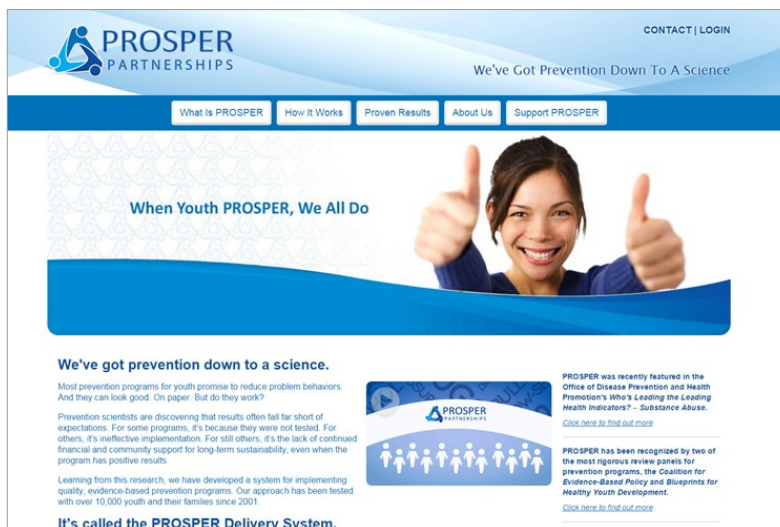 PROSPER
PARTNERSHIPS
CONTACT | LOGIN
We've Got Prevention Down To A Science
What Is PROSPER
How It Works
Proven Results
About Us
Support PROSPER
When Youth PROSPER, We All Do
We've got prevention down to a science.
Most prevention programs for youth promise to reduce problem behaviors.
And they can look good. On paper. But do they work?
Prevention scientists are discovering that results often fall far short of
expectations. For some programs, it's because they were not tested. For
others, it's ineffective implementation. For still others, it's the lack of continued
financial and community support for long-term sustainability, even when the
program has positive results.
Learning from this research, we have developed a system for implementing
quality, evidence-based prevention programs. Our approach has been tested
with over 10,000 youth and their families since 2001.
It's called the PROSPER Delivery System.
PROSPER
PARTNERSHIPS
PROSPER was recently featured in the
Office of Disease Prevention and Health
Promotion's Who's Leading the Leading
Health Indicators? – Substance Abuse.
Click here to find out more
PROSPER has been recognized by two of
the most rigorous review panels for
prevention programs, the Coalition for
Evidence-Based Policy and Blueprints for
Healthy Youth Development.
Click here to find out more